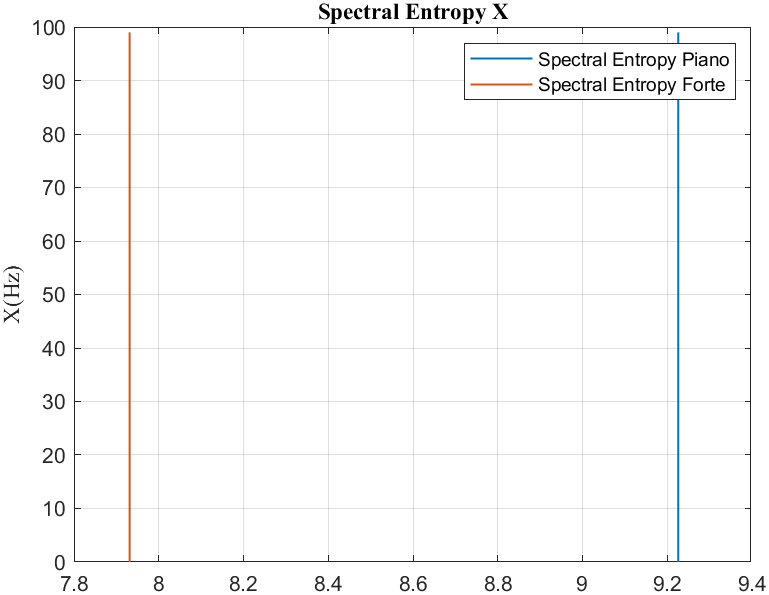 Spectral Entropy X
100
90
80
70
60
50
40
30
20
10
0
X(Hz)
Spectral Entropy Piano
Spectral Entropy Forte
7.8 8 8.2 8.4 8.6 8.8 9 9.2 9.4